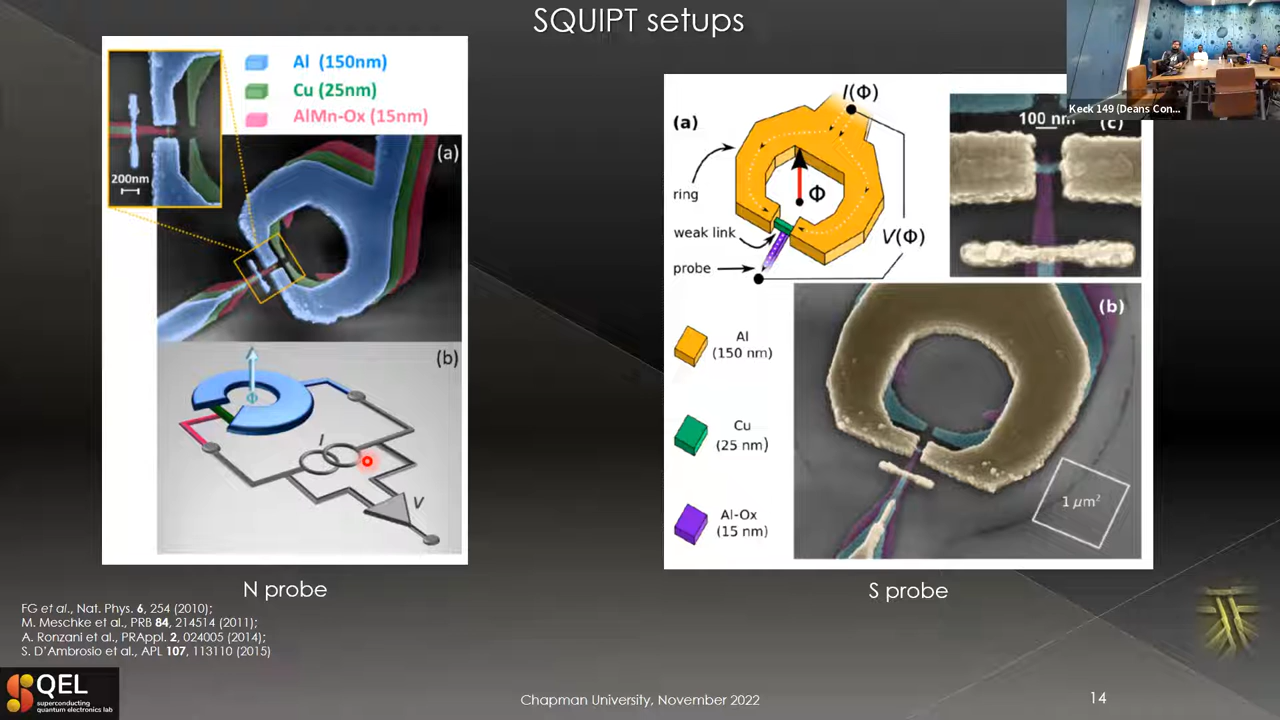 SQUIPT setups
Al (150nm)
Cu (25nm)
AlMn-Ox (15nm)
200nm
(a)
(b)
Φ
I
V
N probe
(a)
I(Φ)
ring
Φ
weak link
V(Φ)
probe
100 nm
(c)
Al
(150 nm)
Cu
(25 nm)
Al-Ox
(15 nm)
(b)
1 μm²
S probe
Keck 149 (Deans Con...
FG et al., Nat. Phys. 6, 254 (2010);
M. Meschke et al., PRB 84, 214514 (2011);
A. Ronzani et al., PRAppl. 2, 024005 (2014);
S. D'Ambrosio et al., APL 107, 113110 (2015)
SQEL
superconducting
quantum electronics lab
Chapman University, November 2022
14